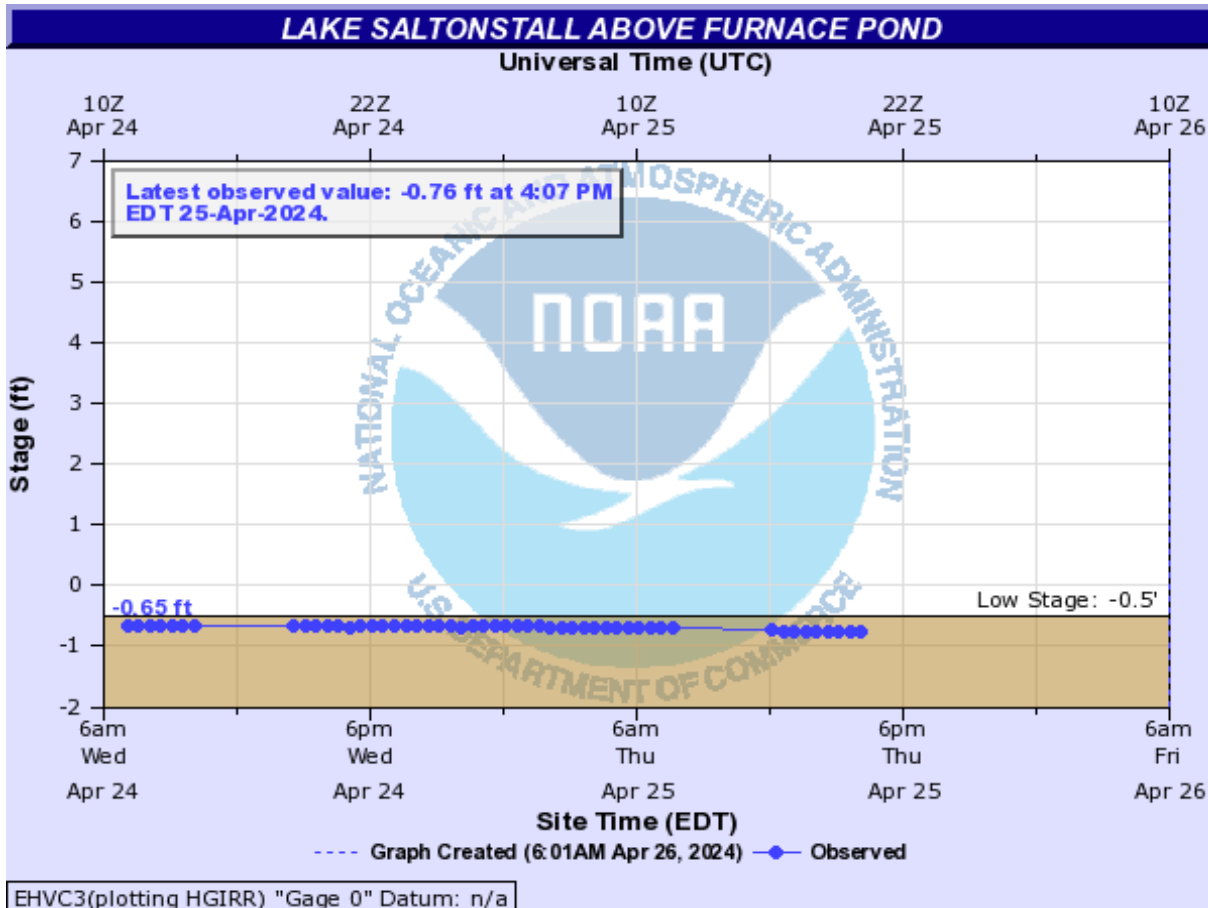 LAKE SALTONSTALL ABOVE FURNACE POND
Universal Time (UTC)
10Z 22Z 10Z 22Z 10Z
Apr 24 Apr 24 Apr 25 Apr 25 Apr 26
Latest observed value: -0.76 ft at 4:07 PM
EDT 25-Apr-2024.
NATIONAL OCEANIC AND ATMOSPHERIC ADMINISTRATION
NOAA
U.S. DEPARTMENT OF COMMERCE
Stage (ft)
7
6
5
4
3
2
1
0
-1
-2
-0.65 ft
Low Stage: -0.5'
6am 6pm 6am 6pm 6am
Wed Wed Thu Thu Fri
Apr 24 Apr 24 Apr 25 Apr 25 Apr 26
Site Time (EDT)
Graph Created (6:01AM Apr 26, 2024) Observed
EHVC3(plotting HGIRR) "Gage 0" Datum: n/a